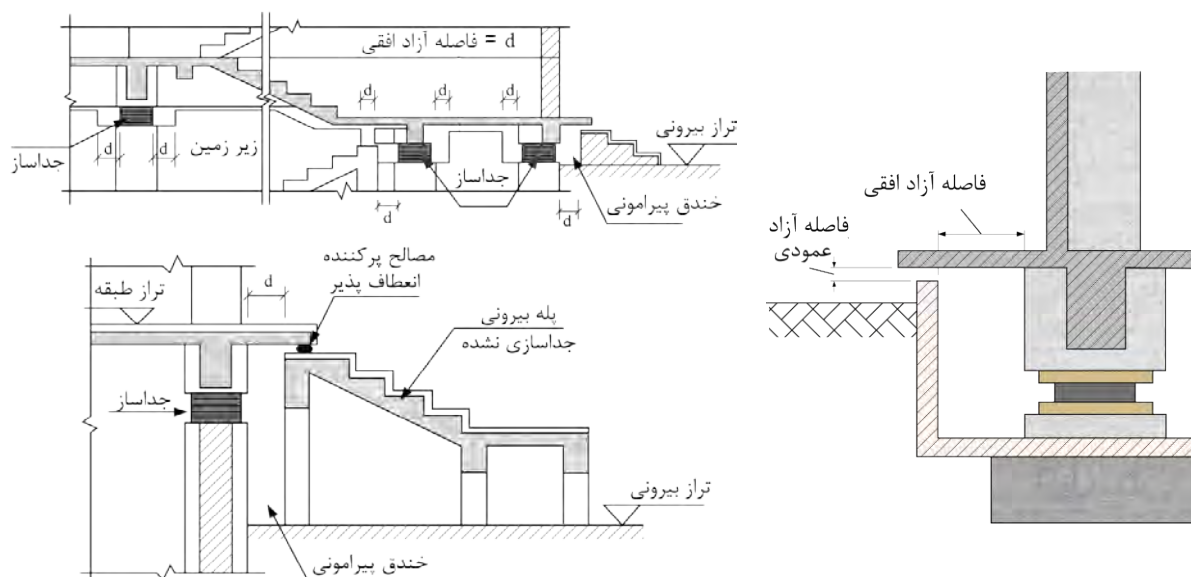 d = فاصله آزاد افقی
d
d
d
تراز بیرونی
جداساز
d
زیر زمین
d
جداساز
خندق پیرامونی
d
d
فاصله آزاد افقی
فاصله آزاد
عمودی
مصالح پرکننده
انعطاف پذیر
d
تراز طبقه
پله بیرونی
جداسازی نشده
جداساز
تراز بیرونی
خندق پیرامونی